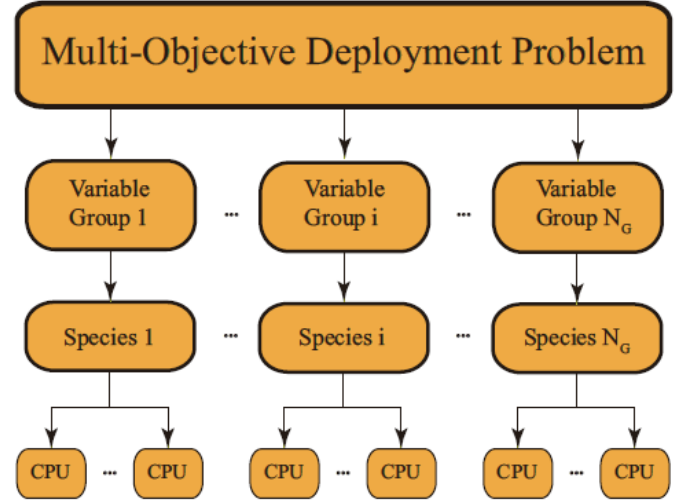 Multi-Objective Deployment Problem
Variable
Group 1
...
Variable
Group i
...
Variable
Group N_G
Species 1
...
Species i
...
Species N_G
CPU
...
CPU
CPU
...
CPU
CPU
...
CPU